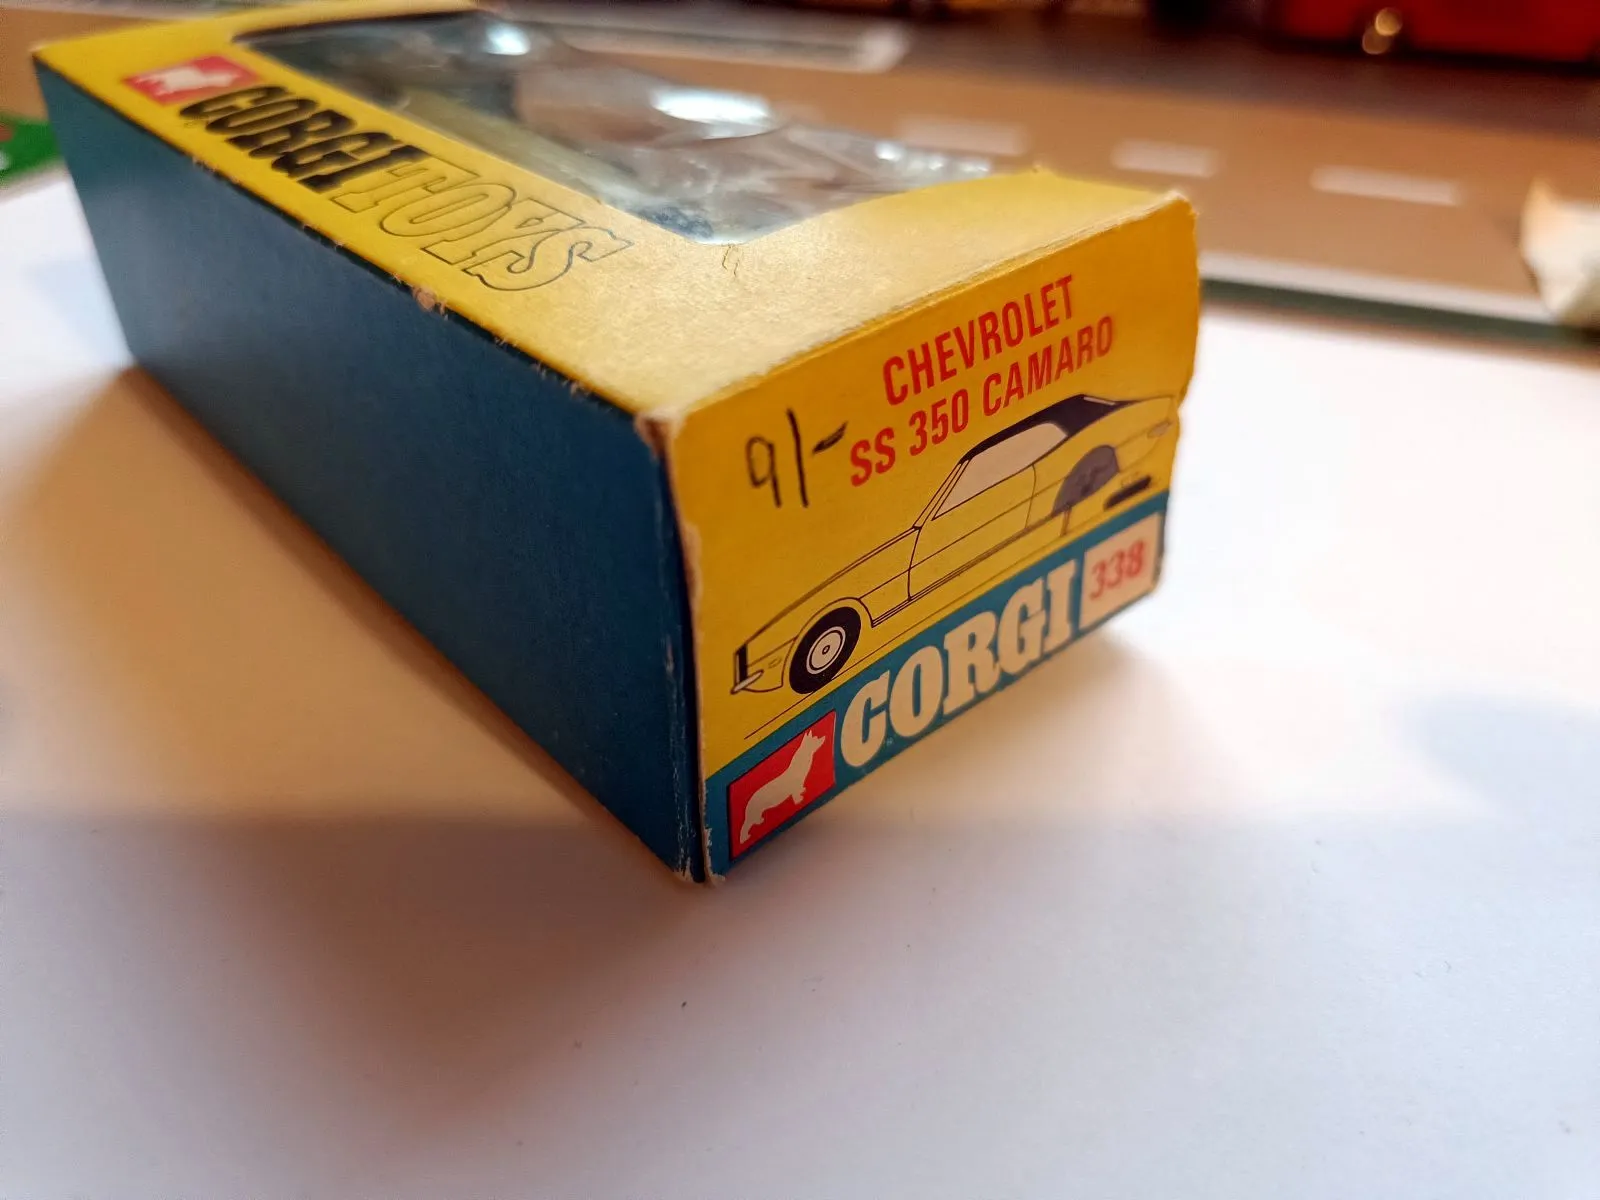 CORGI TOYS
CHEVROLET
SS 350 CAMARO
9/-
CORGI 338